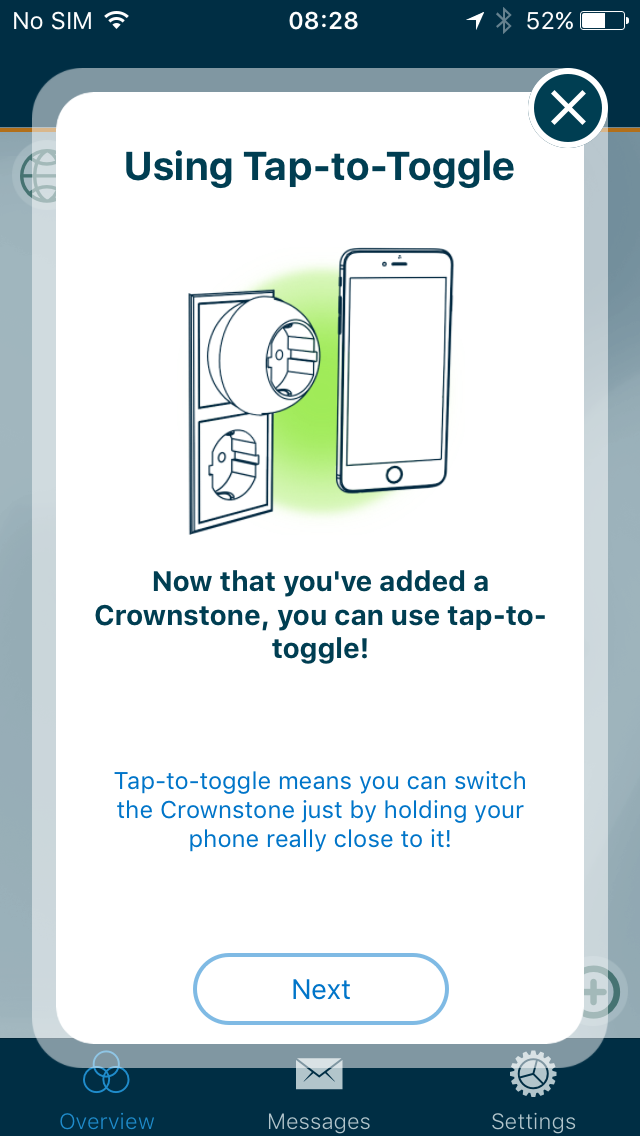 No SIM 08:28 52%
Using Tap-to-Toggle
Now that you've added a
Crownstone, you can use tap-to-
toggle!
Tap-to-toggle means you can switch
the Crownstone just by holding your
phone really close to it!
Next
Overview Messages Settings